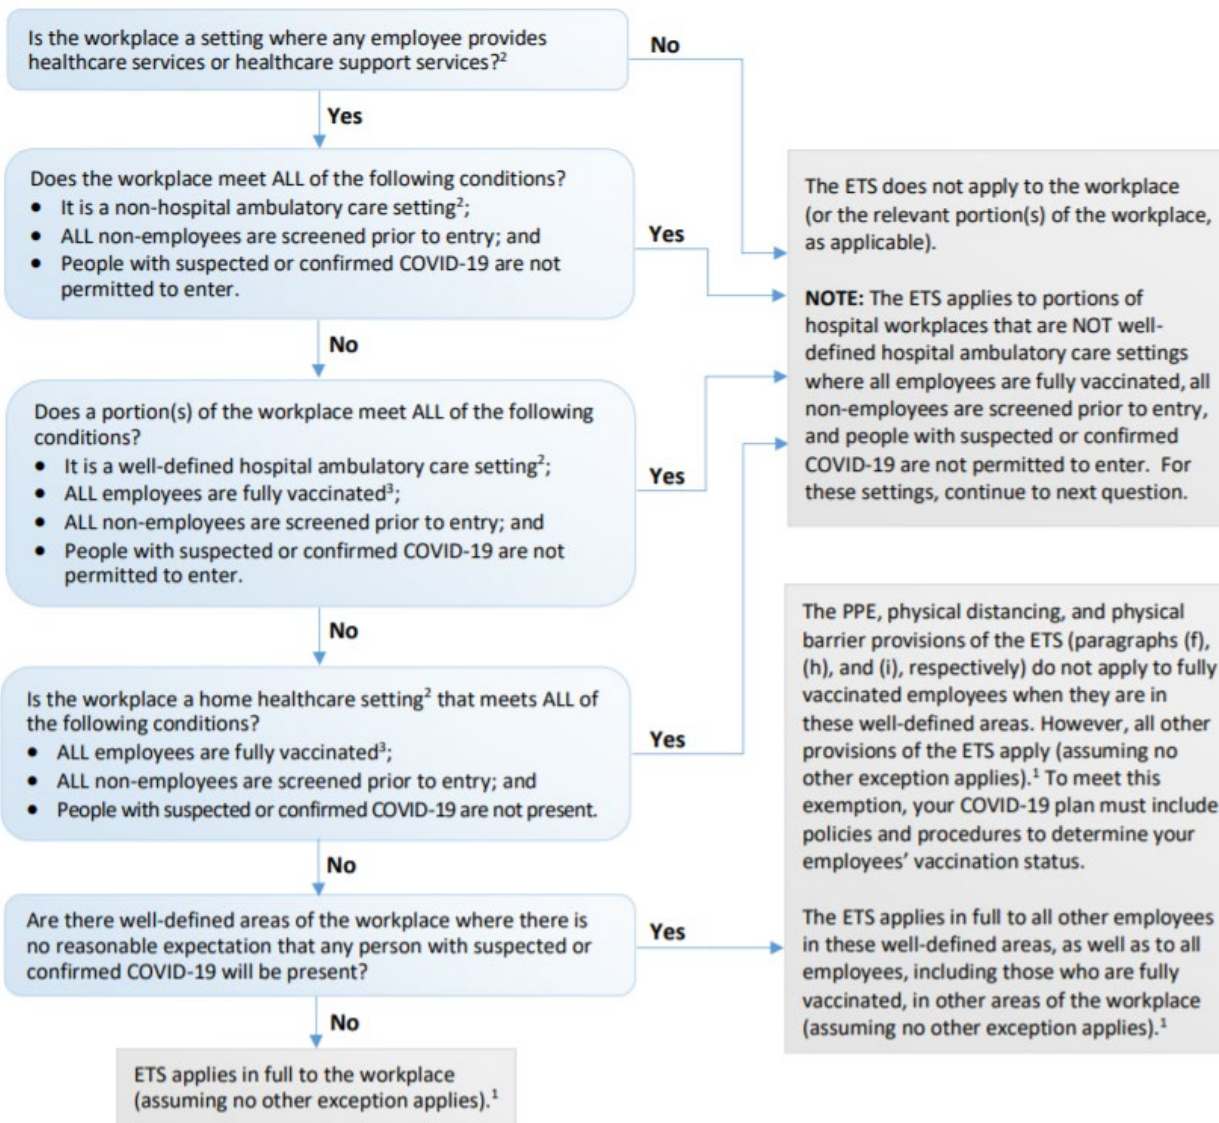 Is the workplace a setting where any employee provides
healthcare services or healthcare support services?²
No
Yes
Does the workplace meet ALL of the following conditions?
• It is a non-hospital ambulatory care setting²;
• ALL non-employees are screened prior to entry; and
• People with suspected or confirmed COVID-19 are not
permitted to enter.
Yes
No
Does a portion(s) of the workplace meet ALL of the following
conditions?
• It is a well-defined hospital ambulatory care setting²;
• ALL employees are fully vaccinated³;
• ALL non-employees are screened prior to entry; and
• People with suspected or confirmed COVID-19 are not
permitted to enter.
Yes
No
Is the workplace a home healthcare setting² that meets ALL of
the following conditions?
• ALL employees are fully vaccinated³;
• ALL non-employees are screened prior to entry; and
• People with suspected or confirmed COVID-19 are not present.
Yes
No
Are there well-defined areas of the workplace where there is
no reasonable expectation that any person with suspected or
confirmed COVID-19 will be present?
Yes
No
ETS applies in full to the workplace
(assuming no other exception applies).¹
The ETS does not apply to the workplace
(or the relevant portion(s) of the workplace,
as applicable).
NOTE: The ETS applies to portions of
hospital workplaces that are NOT well-
defined hospital ambulatory care settings
where all employees are fully vaccinated, all
non-employees are screened prior to entry,
and people with suspected or confirmed
COVID-19 are not permitted to enter. For
these settings, continue to next question.
The PPE, physical distancing, and physical
barrier provisions of the ETS (paragraphs (f),
(h), and (i), respectively) do not apply to fully
vaccinated employees when they are in
these well-defined areas. However, all other
provisions of the ETS apply (assuming no
other exception applies).¹ To meet this
exemption, your COVID-19 plan must include
policies and procedures to determine your
employees’ vaccination status.
The ETS applies in full to all other employees
in these well-defined areas, as well as to all
employees, including those who are fully
vaccinated, in other areas of the workplace
(assuming no other exception applies).¹